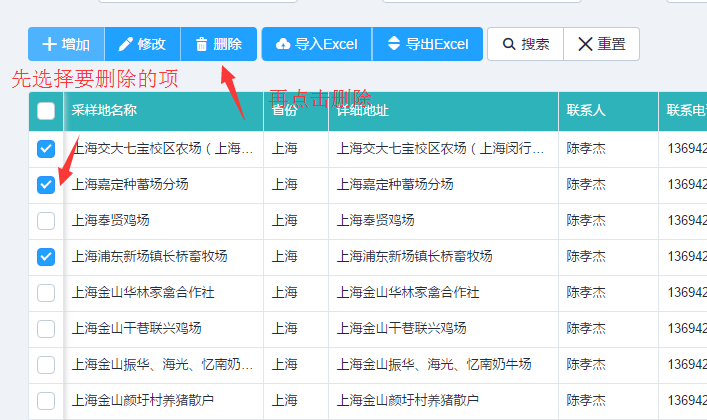 增加 修改 删除 导入Excel 导出Excel 搜索 重置
先选择要删除的项
再点击删除
采样地名称 省份 详细地址 联系人 联系电
上海交大七宝校区农场（上海... 上海 上海交大七宝校区农场（上海闵行... 陈孝杰 136942
上海嘉定种蓄场分场 上海 上海嘉定种蓄场分场 陈孝杰 136942
上海奉贤鸡场 上海 上海奉贤鸡场 陈孝杰 136942
上海浦东新场镇长桥畜牧场 上海 上海浦东新场镇长桥畜牧场 陈孝杰 136942
上海金山华林家禽合作社 上海 上海金山华林家禽合作社 陈孝杰 136942
上海金山干巷联兴鸡场 上海 上海金山干巷联兴鸡场 陈孝杰 136942
上海金山振华、海光、忆南奶... 上海 上海金山振华、海光、忆南奶牛场 陈孝杰 136942
上海金山颜圩村养猪散户 上海 上海金山颜圩村养猪散户 陈孝杰 136942